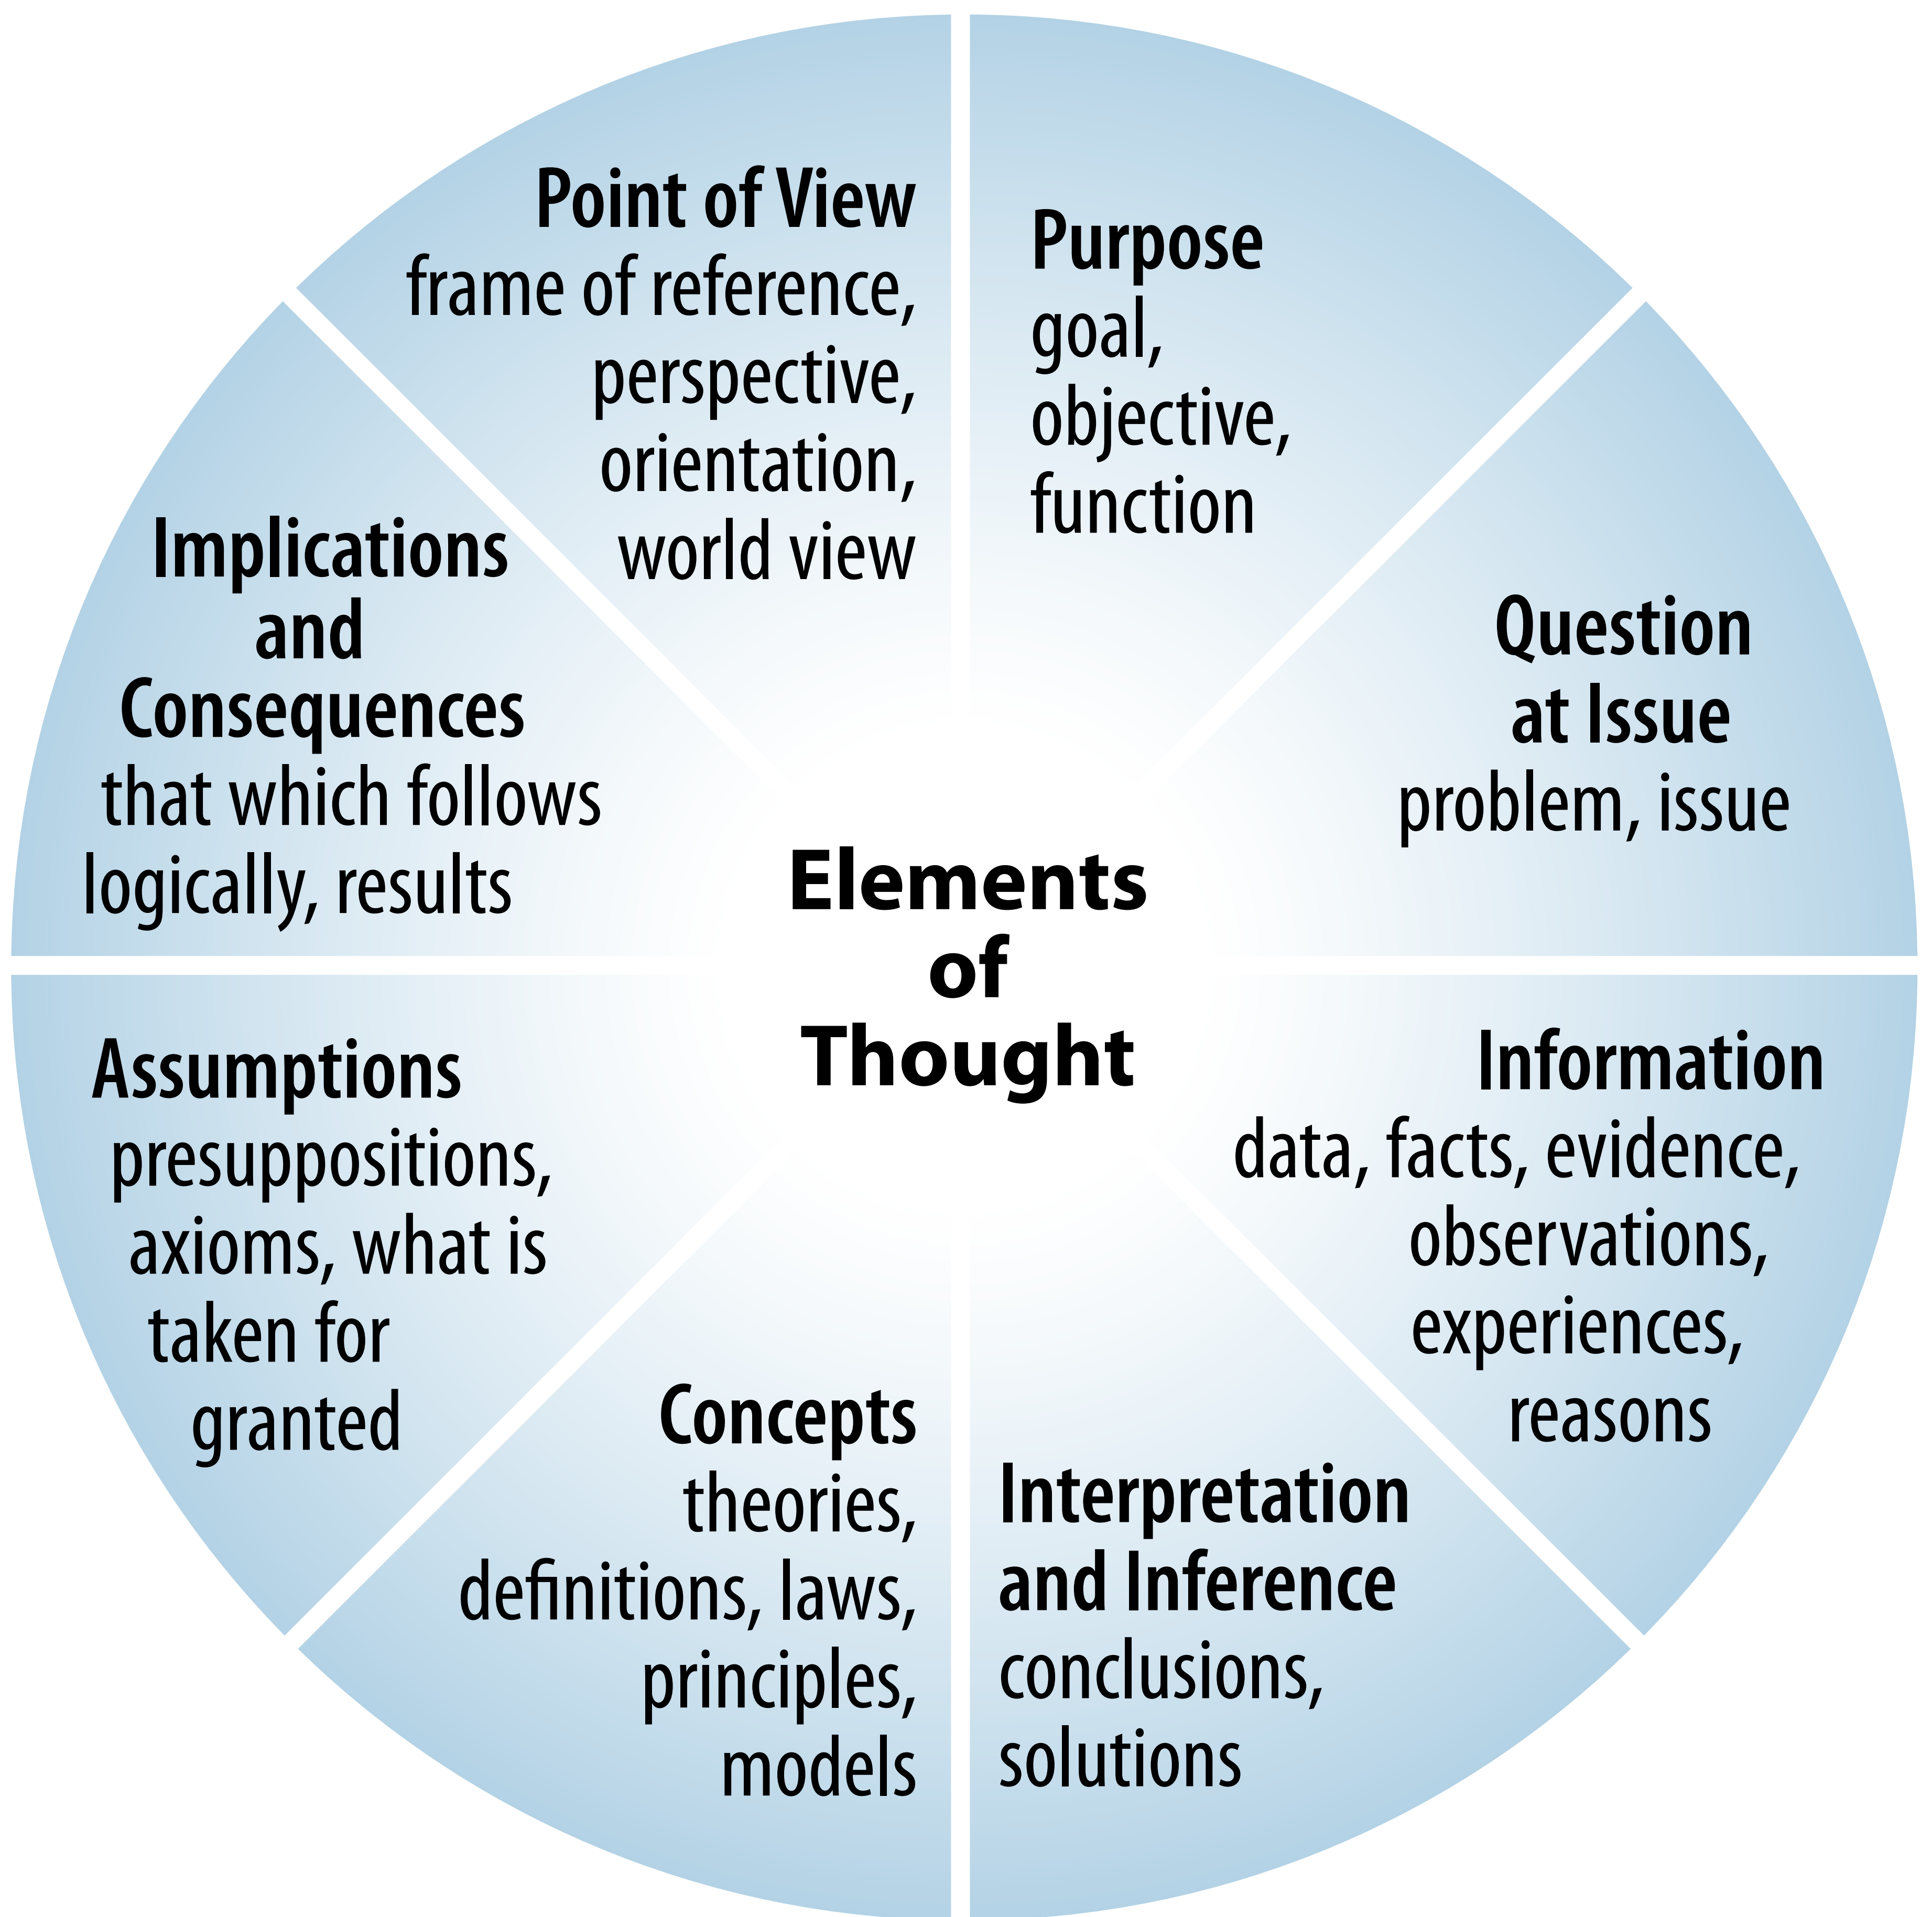 Point of View
frame of reference,
perspective,
orientation,
world view
Purpose
goal,
objective,
function
Question
at Issue
problem, issue
Information
data, facts, evidence,
observations,
experiences,
reasons
Interpretation
and Inference
conclusions,
solutions
Concepts
theories,
definitions, laws,
principles,
models
Assumptions
presuppositions,
axioms, what is
taken for
granted
Implications
and
Consequences
that which follows
logically, results
Elements
of
Thought